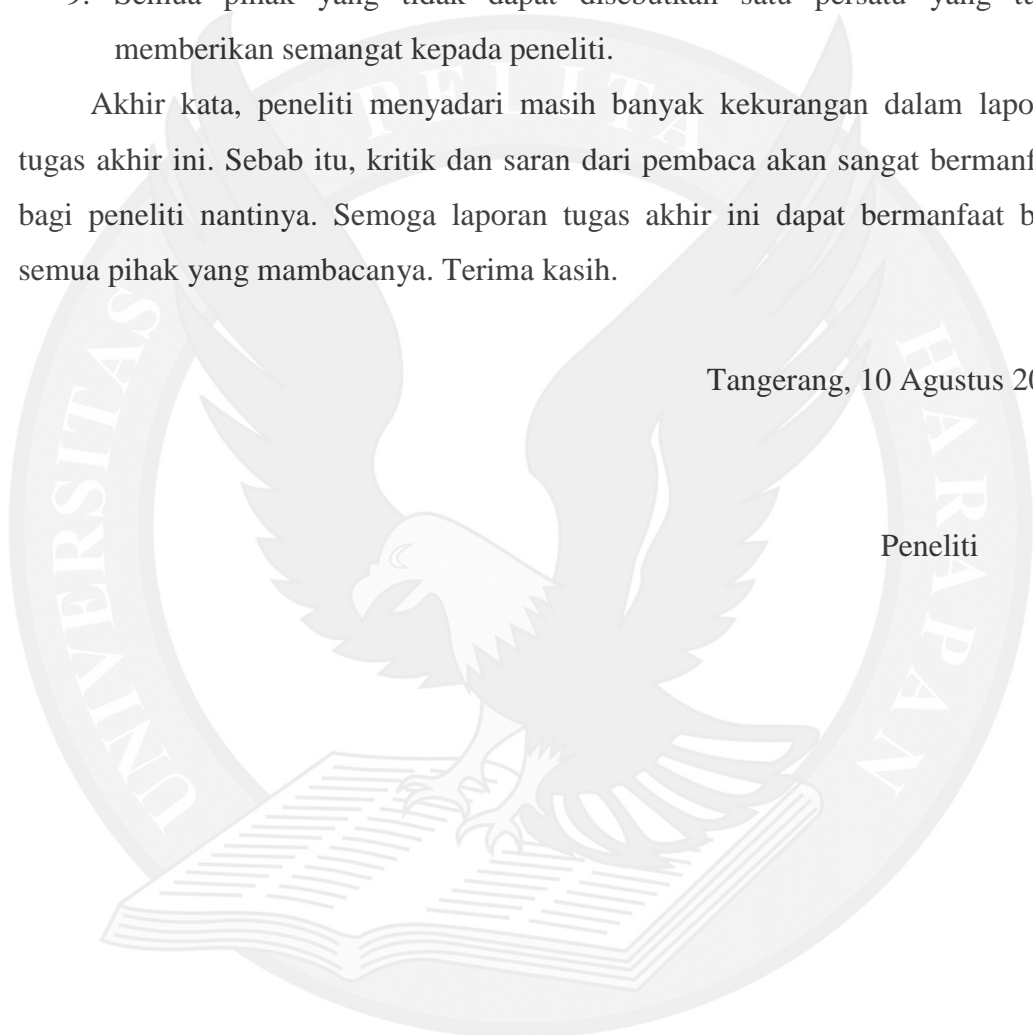 9. Semua pihak yang tidak dapat disebutkan satu persatu yang tu
memberikan semangat kepada peneliti.
Akhir kata, peneliti menyadari masih banyak kekurangan dalam lapo
tugas akhir ini. Sebab itu, kritik dan saran dari pembaca akan sangat bermanf
bagi peneliti nantinya. Semoga laporan tugas akhir ini dapat bermanfaat b
semua pihak yang mambacanya. Terima kasih.
Tangerang, 10 Agustus 20
Peneliti
UNIVERSITAS PELITA HARAPAN